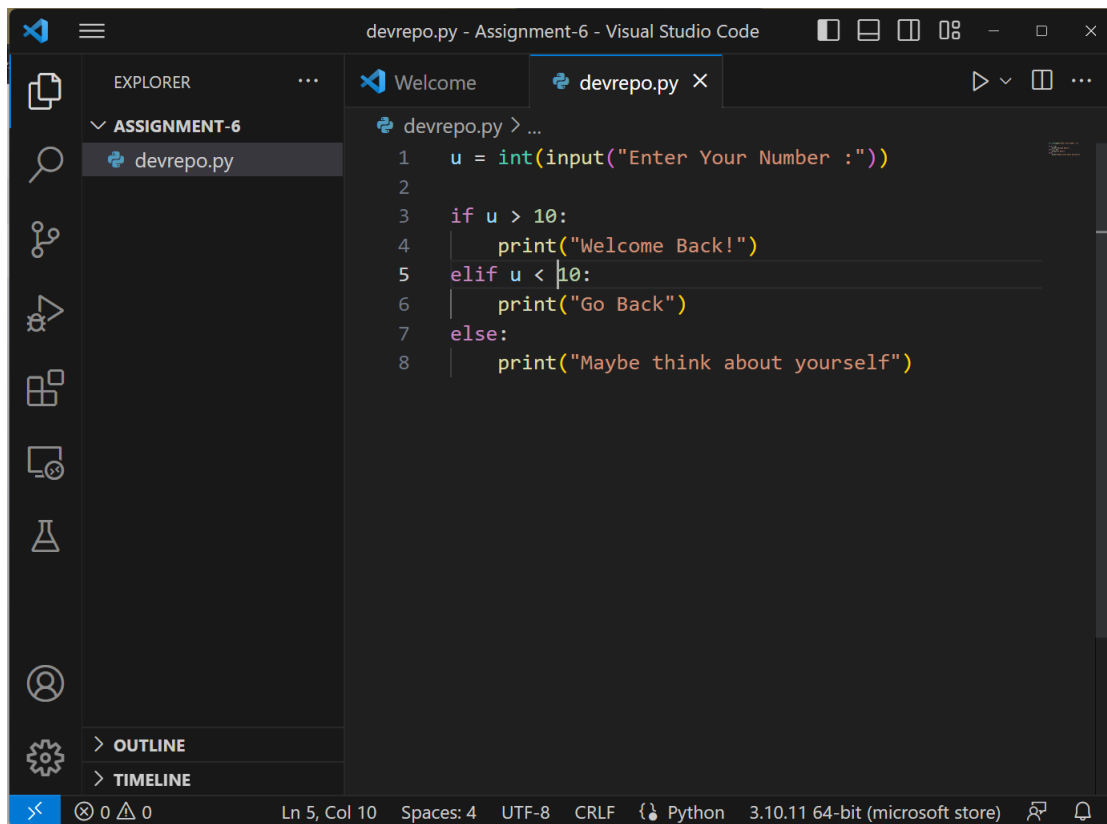 devrepo.py - Assignment-6 - Visual Studio Code
EXPLORER ...
Welcome
devrepo.py
ASSIGNMENT-6
devrepo.py
devrepo.py > ...
1 u = int(input("Enter Your Number :"))
2
3 if u > 10:
4     print("Welcome Back!")
5 elif u < 10:
6     print("Go Back")
7 else:
8     print("Maybe think about yourself")
OUTLINE
TIMELINE
0 0 Ln 5, Col 10 Spaces: 4 UTF-8 CRLF Python 3.10.11 64-bit (microsoft store)